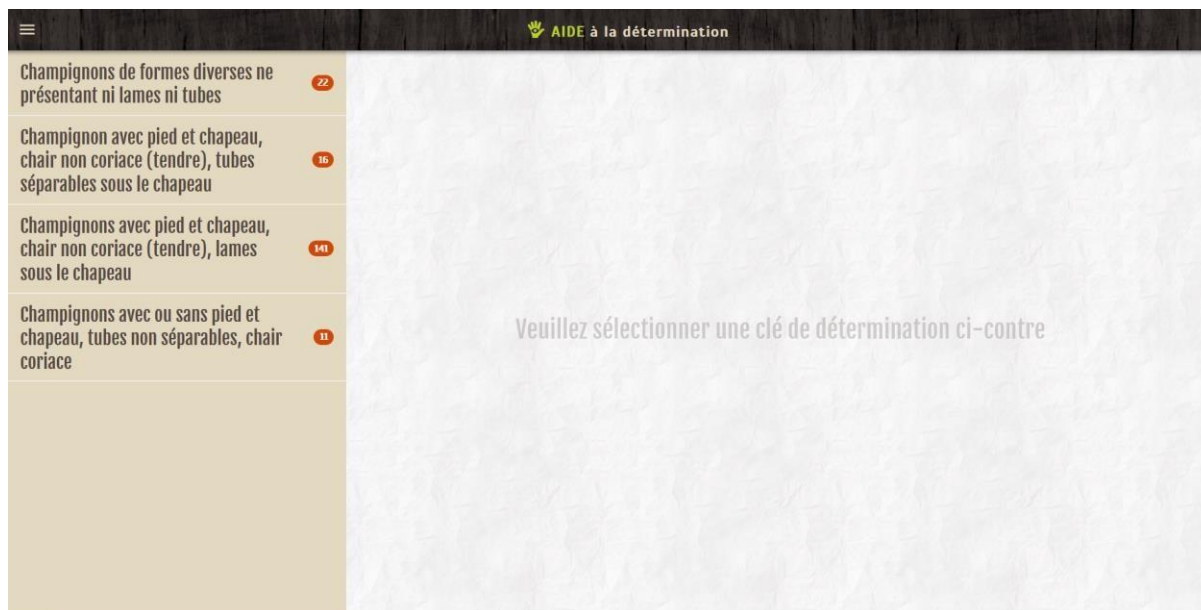 AIDE à la détermination
Champignons de formes diverses ne
présentant ni lames ni tubes
22
Champignon avec pied et chapeau,
chair non coriace (tendre), tubes
séparables sous le chapeau
16
Champignons avec pied et chapeau,
chair non coriace (tendre), lames
sous le chapeau
141
Champignons avec ou sans pied et
chapeau, tubes non séparables, chair
coriace
11
Veuillez sélectionner une clé de détermination ci-contre